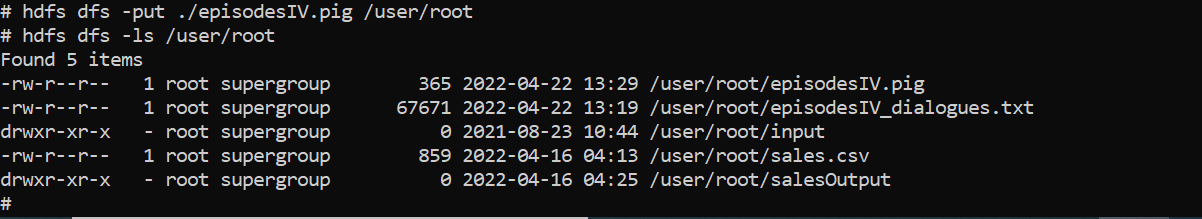 # hdfs dfs -put ./episodesIV.pig /user/root
# hdfs dfs -ls /user/root
Found 5 items
-rw-r--r--   1 root supergroup        365 2022-04-22 13:29 /user/root/episodesIV.pig
-rw-r--r--   1 root supergroup      67671 2022-04-22 13:19 /user/root/episodesIV_dialogues.txt
drwxr-xr-x   - root supergroup          0 2021-08-23 10:44 /user/root/input
-rw-r--r--   1 root supergroup        859 2022-04-16 04:13 /user/root/sales.csv
drwxr-xr-x   - root supergroup          0 2022-04-16 04:25 /user/root/salesOutput
#